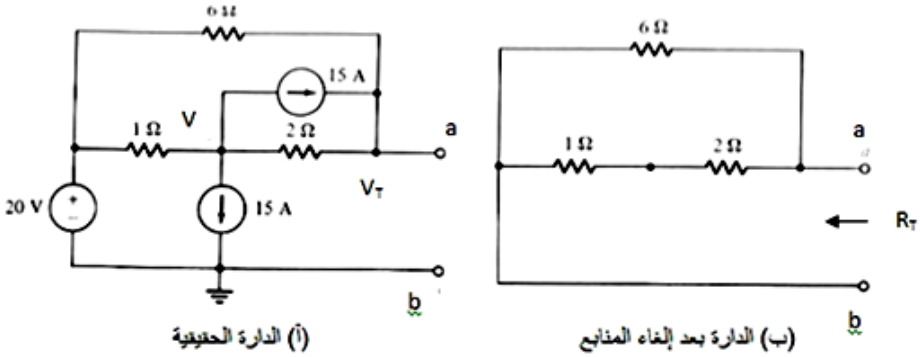 6 Ω
15 A
1 Ω
V
2 Ω
a
20 V
15 A
V_T
b
(أ) الدارة الحقيقية
6 Ω
1 Ω
2 Ω
a
a
R_T
b
(ب) الدارة بعد إلغاء المنابع